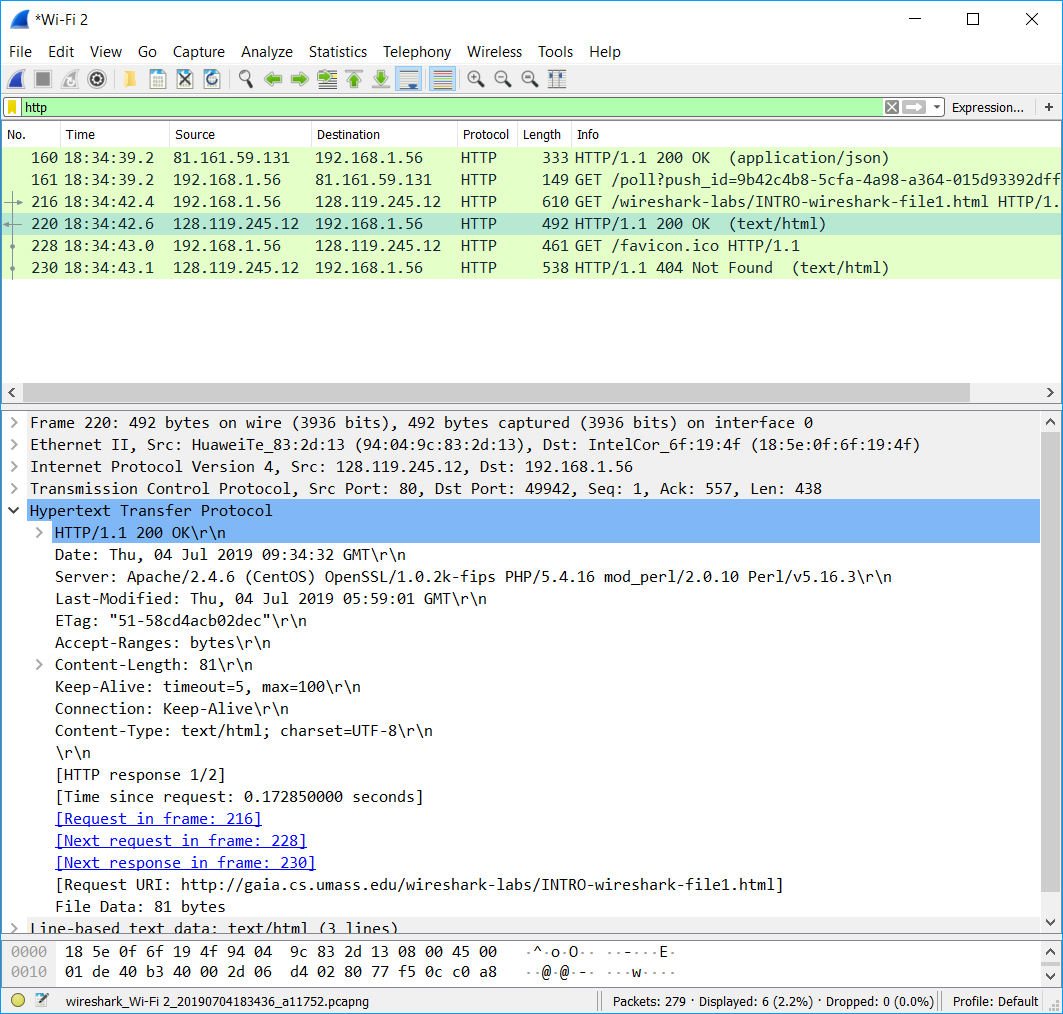 *Wi-Fi 2
File Edit View Go Capture Analyze Statistics Telephony Wireless Tools Help
http Expression... +
No. Time Source Destination Protocol Length Info
160 18:34:39.2 81.161.59.131 192.168.1.56 HTTP 333 HTTP/1.1 200 OK (application/json)
161 18:34:39.2 192.168.1.56 81.161.59.131 HTTP 149 GET /poll?push_id=9b42c4b8-5cfa-4a98-a364-015d93392dff
216 18:34:42.4 192.168.1.56 128.119.245.12 HTTP 610 GET /wireshark-labs/INTRO-wireshark-file1.html HTTP/1.
220 18:34:42.6 128.119.245.12 192.168.1.56 HTTP 492 HTTP/1.1 200 OK (text/html)
228 18:34:43.0 192.168.1.56 128.119.245.12 HTTP 461 GET /favicon.ico HTTP/1.1
230 18:34:43.1 128.119.245.12 192.168.1.56 HTTP 538 HTTP/1.1 404 Not Found (text/html)
Frame 220: 492 bytes on wire (3936 bits), 492 bytes captured (3936 bits) on interface 0
Ethernet II, Src: HuaweiTe_83:2d:13 (94:04:9c:83:2d:13), Dst: IntelCor_6f:19:4f (18:5e:0f:6f:19:4f)
Internet Protocol Version 4, Src: 128.119.245.12, Dst: 192.168.1.56
Transmission Control Protocol, Src Port: 80, Dst Port: 49942, Seq: 1, Ack: 557, Len: 438
Hypertext Transfer Protocol
HTTP/1.1 200 OK\r\n
Date: Thu, 04 Jul 2019 09:34:32 GMT\r\n
Server: Apache/2.4.6 (CentOS) OpenSSL/1.0.2k-fips PHP/5.4.16 mod_perl/2.0.10 Perl/v5.16.3\r\n
Last-Modified: Thu, 04 Jul 2019 05:59:01 GMT\r\n
ETag: "51-58cd4acb02dec"\r\n
Accept-Ranges: bytes\r\n
Content-Length: 81\r\n
Keep-Alive: timeout=5, max=100\r\n
Connection: Keep-Alive\r\n
Content-Type: text/html; charset=UTF-8\r\n
\r\n
[HTTP response 1/2]
[Time since request: 0.172850000 seconds]
[Request in frame: 216]
[Next request in frame: 228]
[Next response in frame: 230]
[Request URI: http://gaia.cs.umass.edu/wireshark-labs/INTRO-wireshark-file1.html]
File Data: 81 bytes
Line-based text data: text/html (3 lines)
0000 18 5e 0f 6f 19 4f 94 04 9c 83 2d 13 08 00 45 00 ·^·o·O·· ··-···E·
0010 01 de 40 b3 40 00 2d 06 d4 02 80 77 f5 0c c0 a8 ··@·@·-· ···w····
wireshark_Wi-Fi 2_20190704183436_a11752.pcapng Packets: 279 · Displayed: 6 (2.2%) · Dropped: 0 (0.0%) Profile: Default